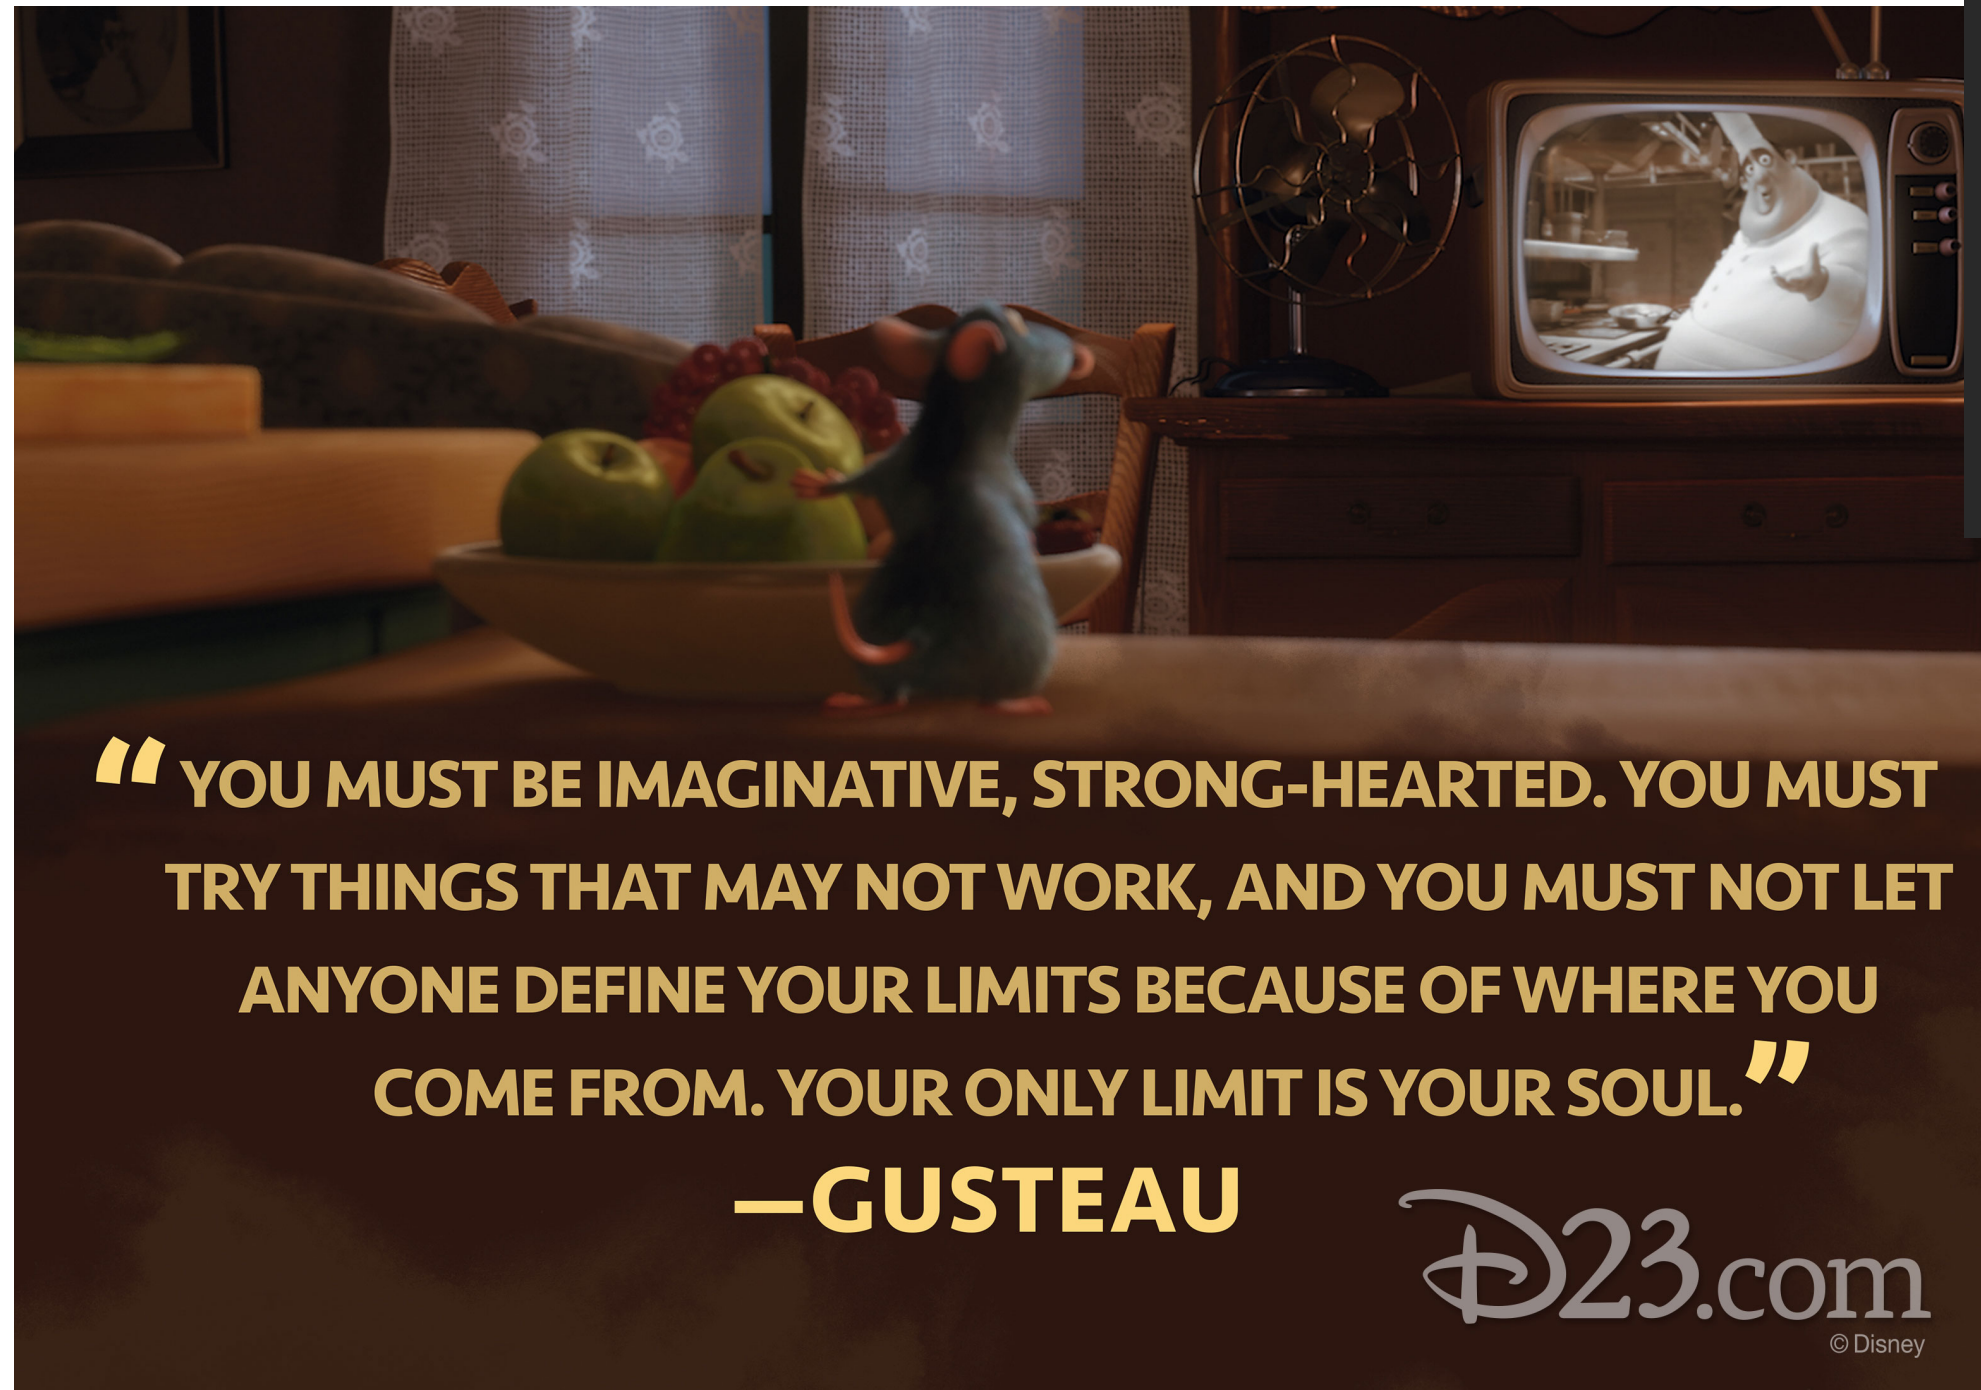 “ YOU MUST BE IMAGINATIVE, STRONG-HEARTED. YOU MUST
TRY THINGS THAT MAY NOT WORK, AND YOU MUST NOT LET
ANYONE DEFINE YOUR LIMITS BECAUSE OF WHERE YOU
COME FROM. YOUR ONLY LIMIT IS YOUR SOUL.”
—GUSTEAU
D23.com
© Disney